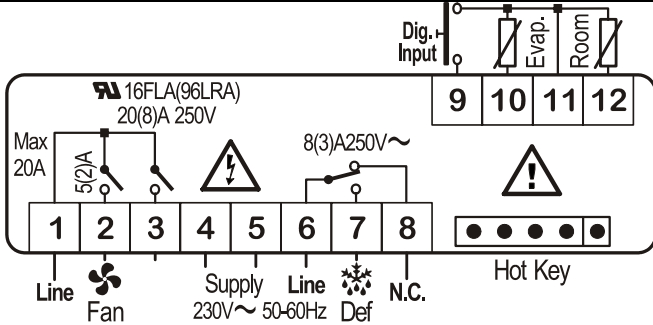 Dig.
Input
Evap.
Room
9 10 11 12
16FLA(96LRA)
20(8)A 250V
Max
20A
5(2)A
8(3)A250V~
1 2 3 4 5 6 7 8
Hot Key
Line
Fan
Supply
230V~ 50-60Hz
Line
Def
N.C.